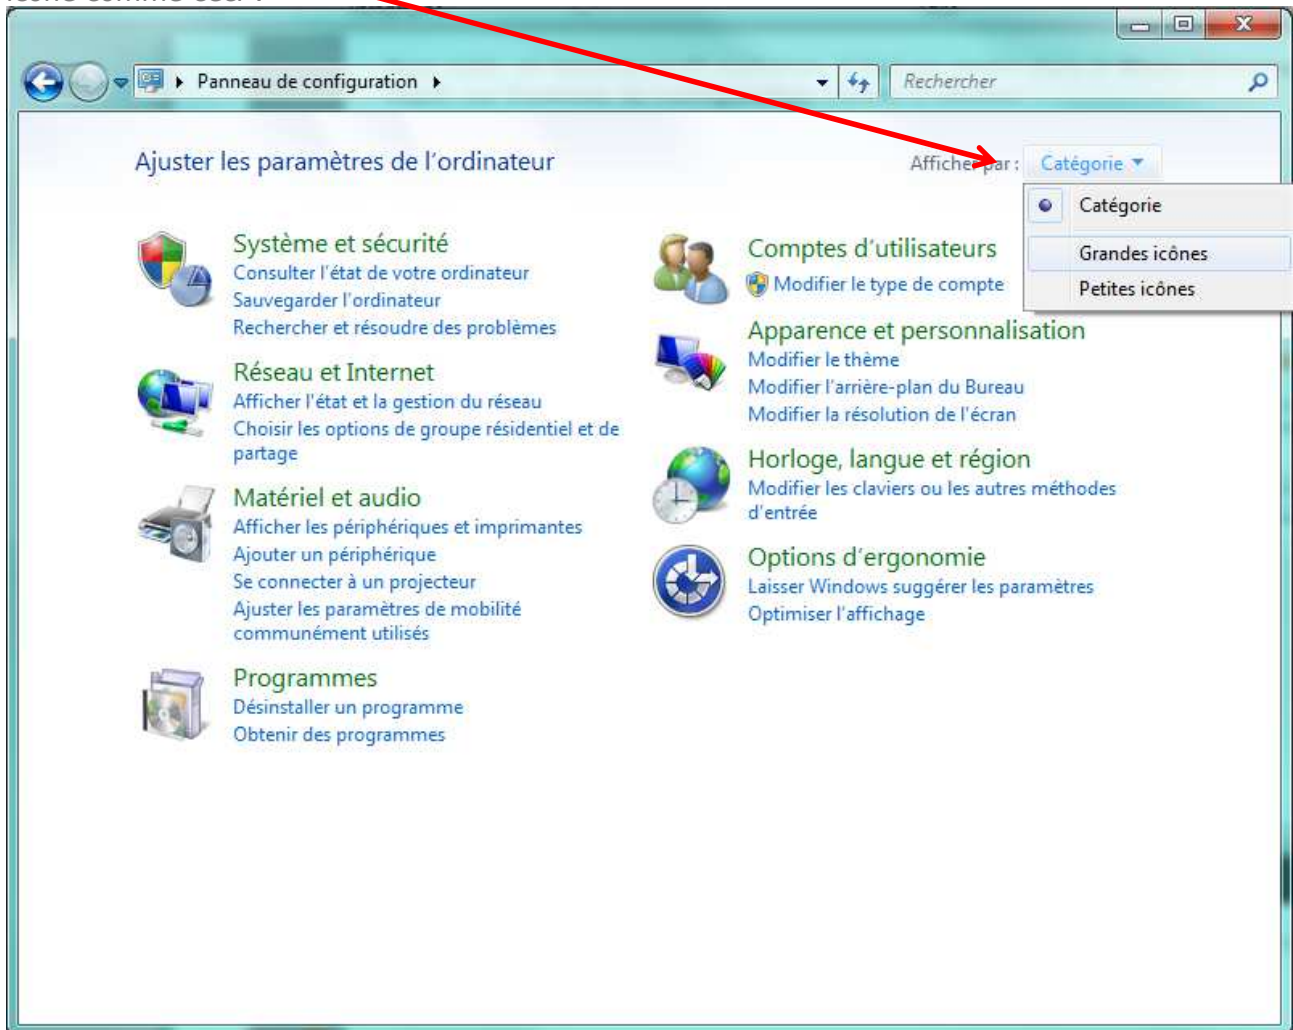 icône comme ceci :
Panneau de configuration
Rechercher
Ajuster les paramètres de l'ordinateur
Afficher par :
Catégorie
Catégorie
Grandes icônes
Petites icônes
Système et sécurité
Consulter l'état de votre ordinateur
Sauvegarder l'ordinateur
Rechercher et résoudre des problèmes
Réseau et Internet
Afficher l'état et la gestion du réseau
Choisir les options de groupe résidentiel et de
partage
Matériel et audio
Afficher les périphériques et imprimantes
Ajouter un périphérique
Se connecter à un projecteur
Ajuster les paramètres de mobilité
communément utilisés
Programmes
Désinstaller un programme
Obtenir des programmes
Comptes d'utilisateurs
Modifier le type de compte
Apparence et personnalisation
Modifier le thème
Modifier l'arrière-plan du Bureau
Modifier la résolution de l'écran
Horloge, langue et région
Modifier les claviers ou les autres méthodes
d'entrée
Options d'ergonomie
Laisser Windows suggérer les paramètres
Optimiser l'affichage